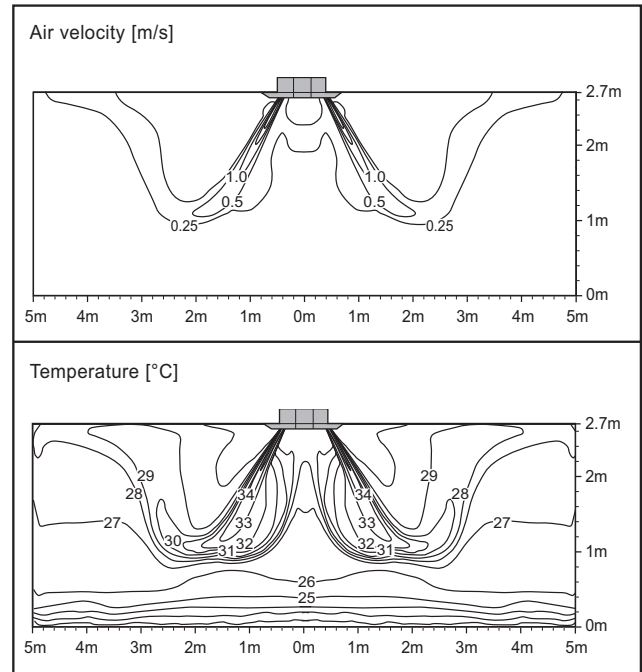 Air velocity [m/s]
2.7m
2m
1.0 1.0
0.5 0.5
0.25 0.25
1m
0m
5m 4m 3m 2m 1m 0m 1m 2m 3m 4m 5m
Temperature [°C]
2.7m
29 29
2m
28 34 34 28
27 33 33 27
30 32 32
31 31
1m
26
25
0m
5m 4m 3m 2m 1m 0m 1m 2m 3m 4m 5m